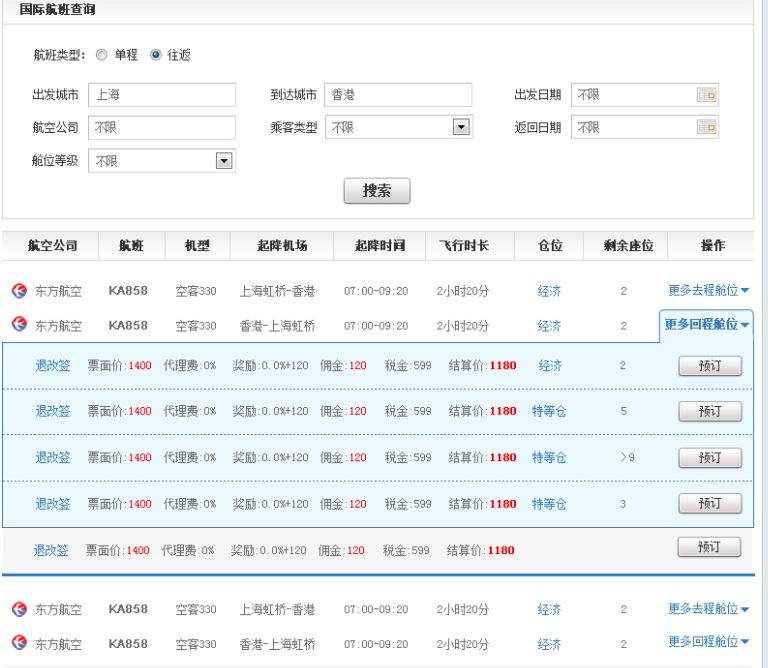 国际航班查询
航班类型: 单程 往返
出发城市 上海 到达城市 香港 出发日期 不限
航空公司 不限 乘客类型 不限 返回日期 不限
舱位等级 不限
搜索
航空公司 航班 机型 起降机场 起降时间 飞行时长 仓位 剩余座位 操作
东方航空 KA858 空客330 上海虹桥-香港 07:00-09:20 2小时20分 经济 2 更多去程舱位
东方航空 KA858 空客330 香港-上海虹桥 07:00-09:20 2小时20分 经济 2 更多回程舱位
退改签 票面价:1400 代理费:0% 奖励:0.0%+120 佣金:120 税金:599 结算价:1180 经济 2 预订
退改签 票面价:1400 代理费:0% 奖励:0.0%+120 佣金:120 税金:599 结算价:1180 特等仓 5 预订
退改签 票面价:1400 代理费:0% 奖励:0.0%+120 佣金:120 税金:599 结算价:1180 特等仓 >9 预订
退改签 票面价:1400 代理费:0% 奖励:0.0%+120 佣金:120 税金:599 结算价:1180 特等仓 3 预订
退改签 票面价:1400 代理费:0% 奖励:0.0%+120 佣金:120 税金:599 结算价:1180 预订
东方航空 KA858 空客330 上海虹桥-香港 07:00-09:20 2小时20分 经济 2 更多去程舱位
东方航空 KA858 空客330 香港-上海虹桥 07:00-09:20 2小时20分 经济 2 更多回程舱位